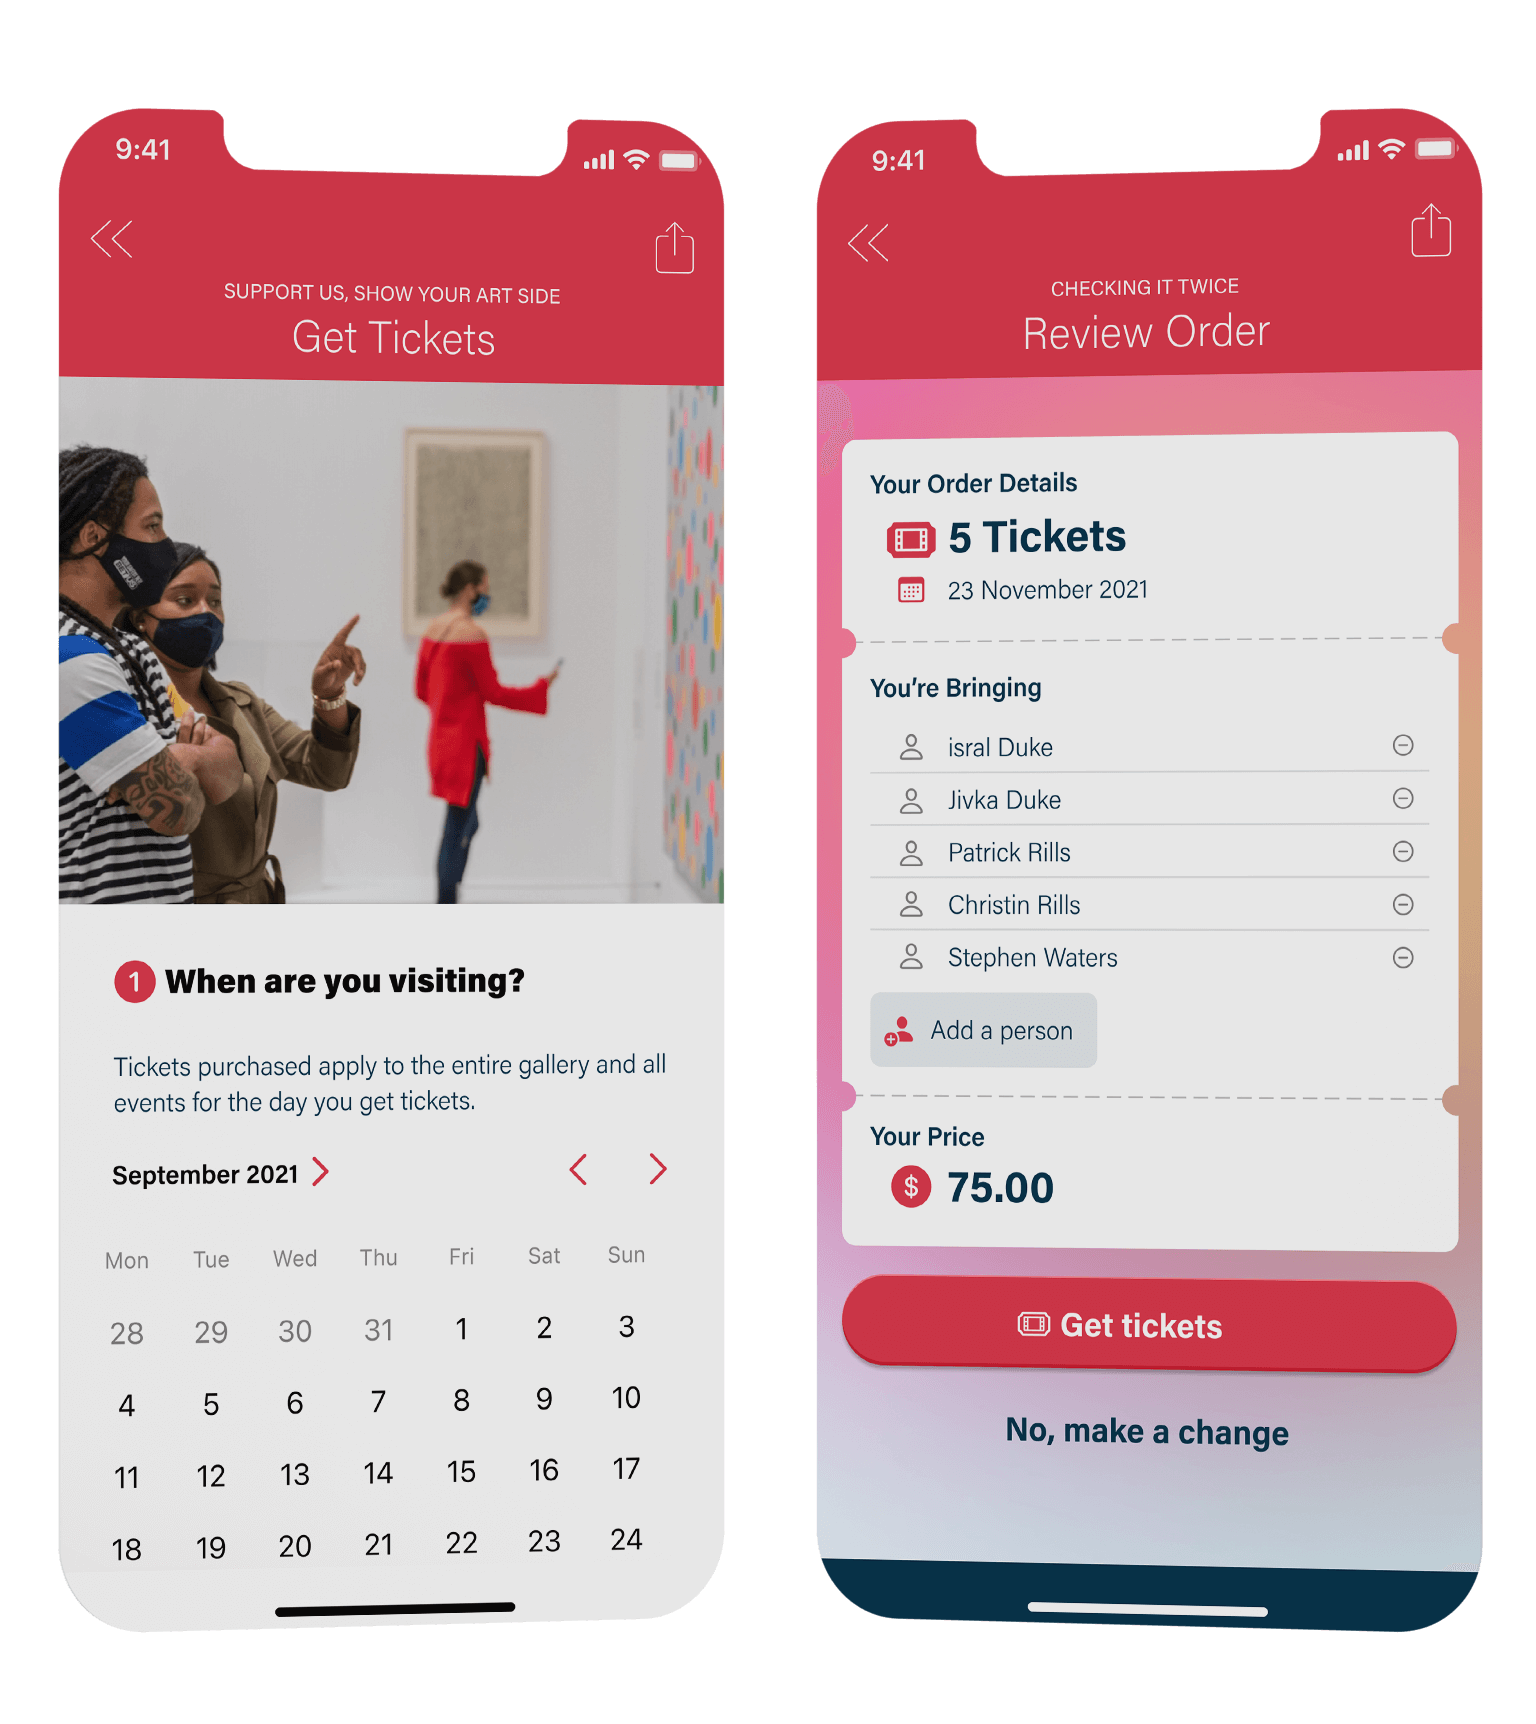 9:41
SUPPORT US, SHOW YOUR ART SIDE
Get Tickets
1 When are you visiting?
Tickets purchased apply to the entire gallery and all
events for the day you get tickets.
September 2021
Mon Tue Wed Thu Fri Sat Sun
28 29 30 31 1 2 3
4 5 6 7 8 9 10
11 12 13 14 15 16 17
18 19 20 21 22 23 24
9:41
CHECKING IT TWICE
Review Order
Your Order Details
5 Tickets
23 November 2021
You're Bringing
isral Duke
Jivka Duke
Patrick Rills
Christin Rills
Stephen Waters
Add a person
Your Price
$ 75.00
Get tickets
No, make a change